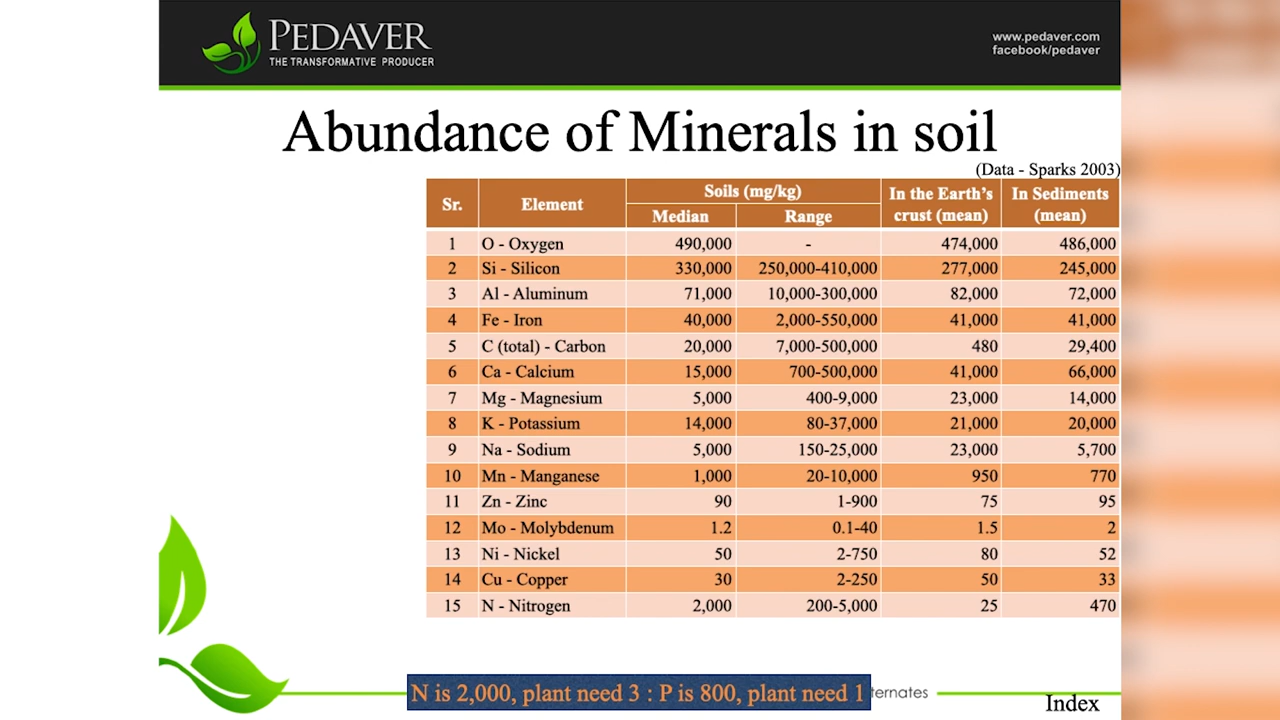 PEDAVER
THE TRANSFORMATIVE PRODUCER
www.pedaver.com
facebook/pedaver
Abundance of Minerals in soil
(Data - Sparks 2003)
Sr. Element Soils (mg/kg) In the Earth's crust (mean) In Sediments (mean)
Median Range
1 O - Oxygen 490,000 - 474,000 486,000
2 Si - Silicon 330,000 250,000-410,000 277,000 245,000
3 Al - Aluminum 71,000 10,000-300,000 82,000 72,000
4 Fe - Iron 40,000 2,000-550,000 41,000 41,000
5 C (total) - Carbon 20,000 7,000-500,000 480 29,400
6 Ca - Calcium 15,000 700-500,000 41,000 66,000
7 Mg - Magnesium 5,000 400-9,000 23,000 14,000
8 K - Potassium 14,000 80-37,000 21,000 20,000
9 Na - Sodium 5,000 150-25,000 23,000 5,700
10 Mn - Manganese 1,000 20-10,000 950 770
11 Zn - Zinc 90 1-900 75 95
12 Mo - Molybdenum 1.2 0.1-40 1.5 2
13 Ni - Nickel 50 2-750 80 52
14 Cu - Copper 30 2-250 50 33
15 N - Nitrogen 2,000 200-5,000 25 470
N is 2,000, plant need 3 : P is 800, plant need 1
Index